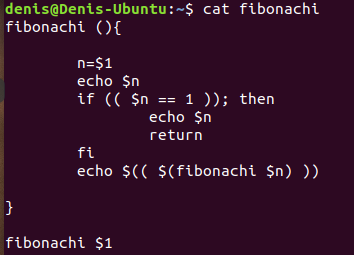 denis@Denis-Ubuntu:~$ cat fibonachi
fibonachi (){
n=$1
echo $n
if (( $n == 1 )); then
echo $n
return
fi
echo $(( $(fibonachi $n) ))
}
fibonachi $1